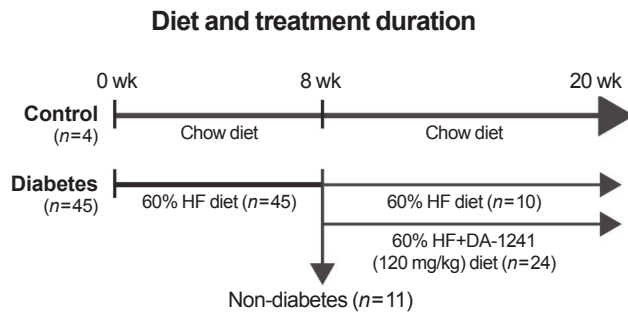 Diet and treatment duration
0 wk 8 wk 20 wk
Control
(n=4)
Chow diet Chow diet
Diabetes
(n=45)
60% HF diet (n=45) 60% HF diet (n=10)
60% HF+DA-1241
(120 mg/kg) diet (n=24)
Non-diabetes (n=11)